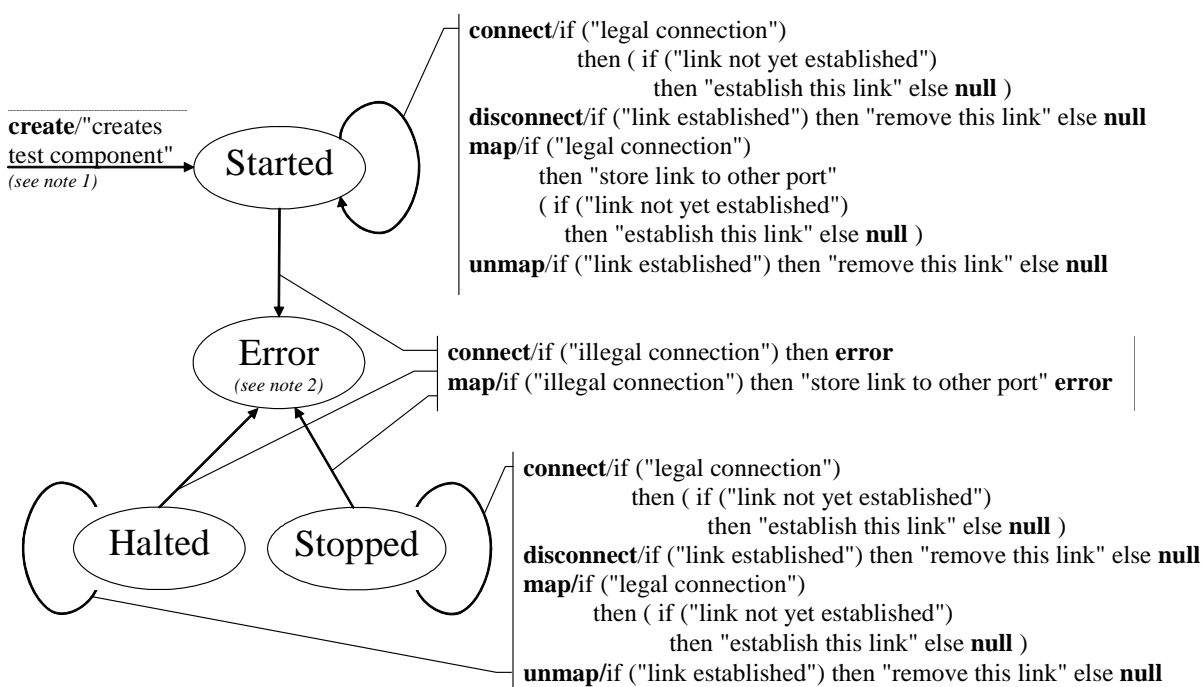 connect/if ("legal connection")
then ( if ("link not yet established")
then "establish this link" else null )
disconnect/if ("link established") then "remove this link" else null
map/if ("legal connection")
then "store link to other port"
( if ("link not yet established")
then "establish this link" else null )
unmap/if ("link established") then "remove this link" else null
create/"creates
test component"
(see note 1)
Started
Error
(see note 2)
connect/if ("illegal connection") then error
map/if ("illegal connection") then "store link to other port" error
Halted
Stopped
connect/if ("legal connection")
then ( if ("link not yet established")
then "establish this link" else null )
disconnect/if ("link established") then "remove this link" else null
map/if ("legal connection")
then ( if ("link not yet established")
then "establish this link" else null )
unmap/if ("link established") then "remove this link" else null